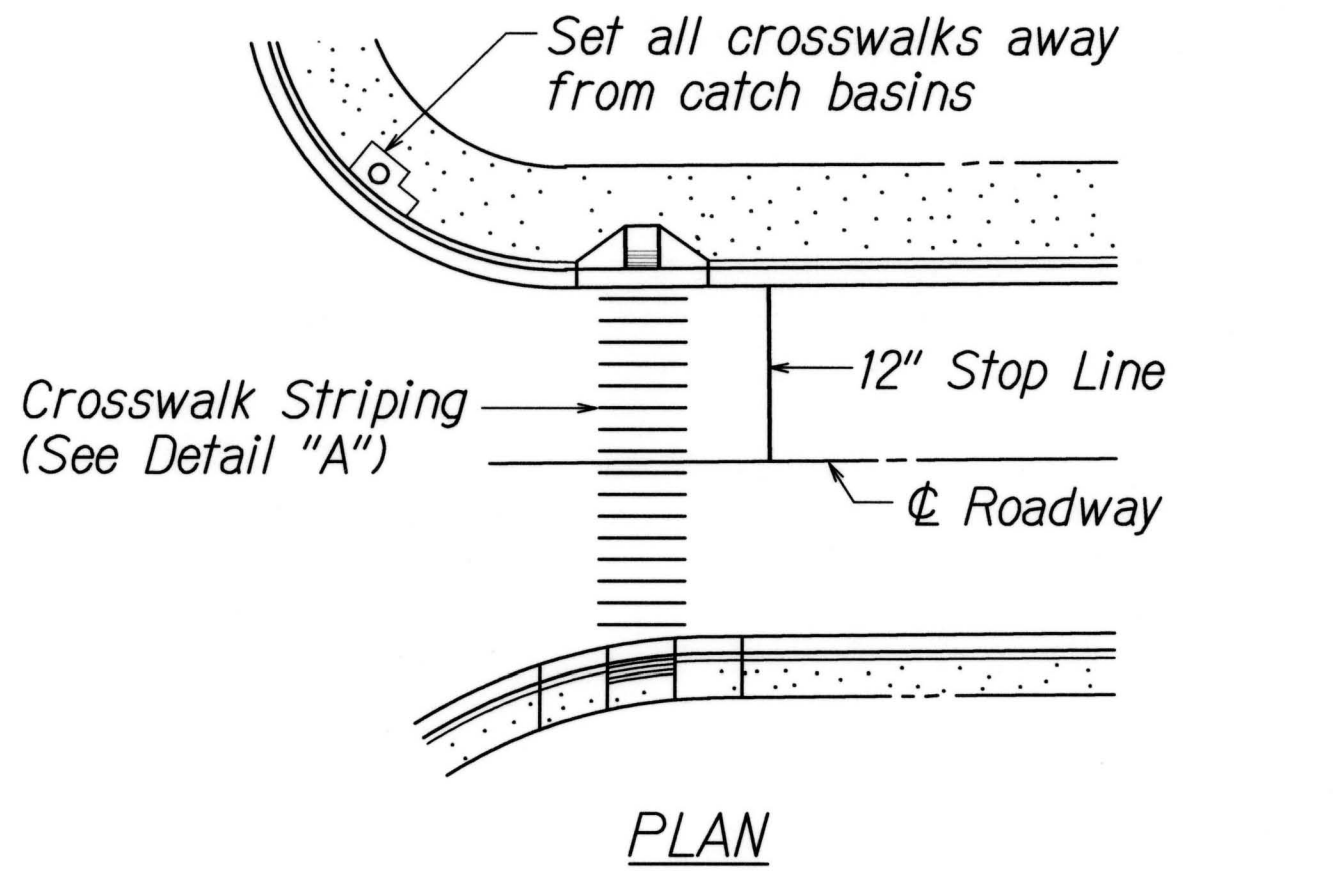 Set all crosswalks away
from catch basins
12" Stop Line
Crosswalk Striping
(See Detail "A")
℄ Roadway
PLAN